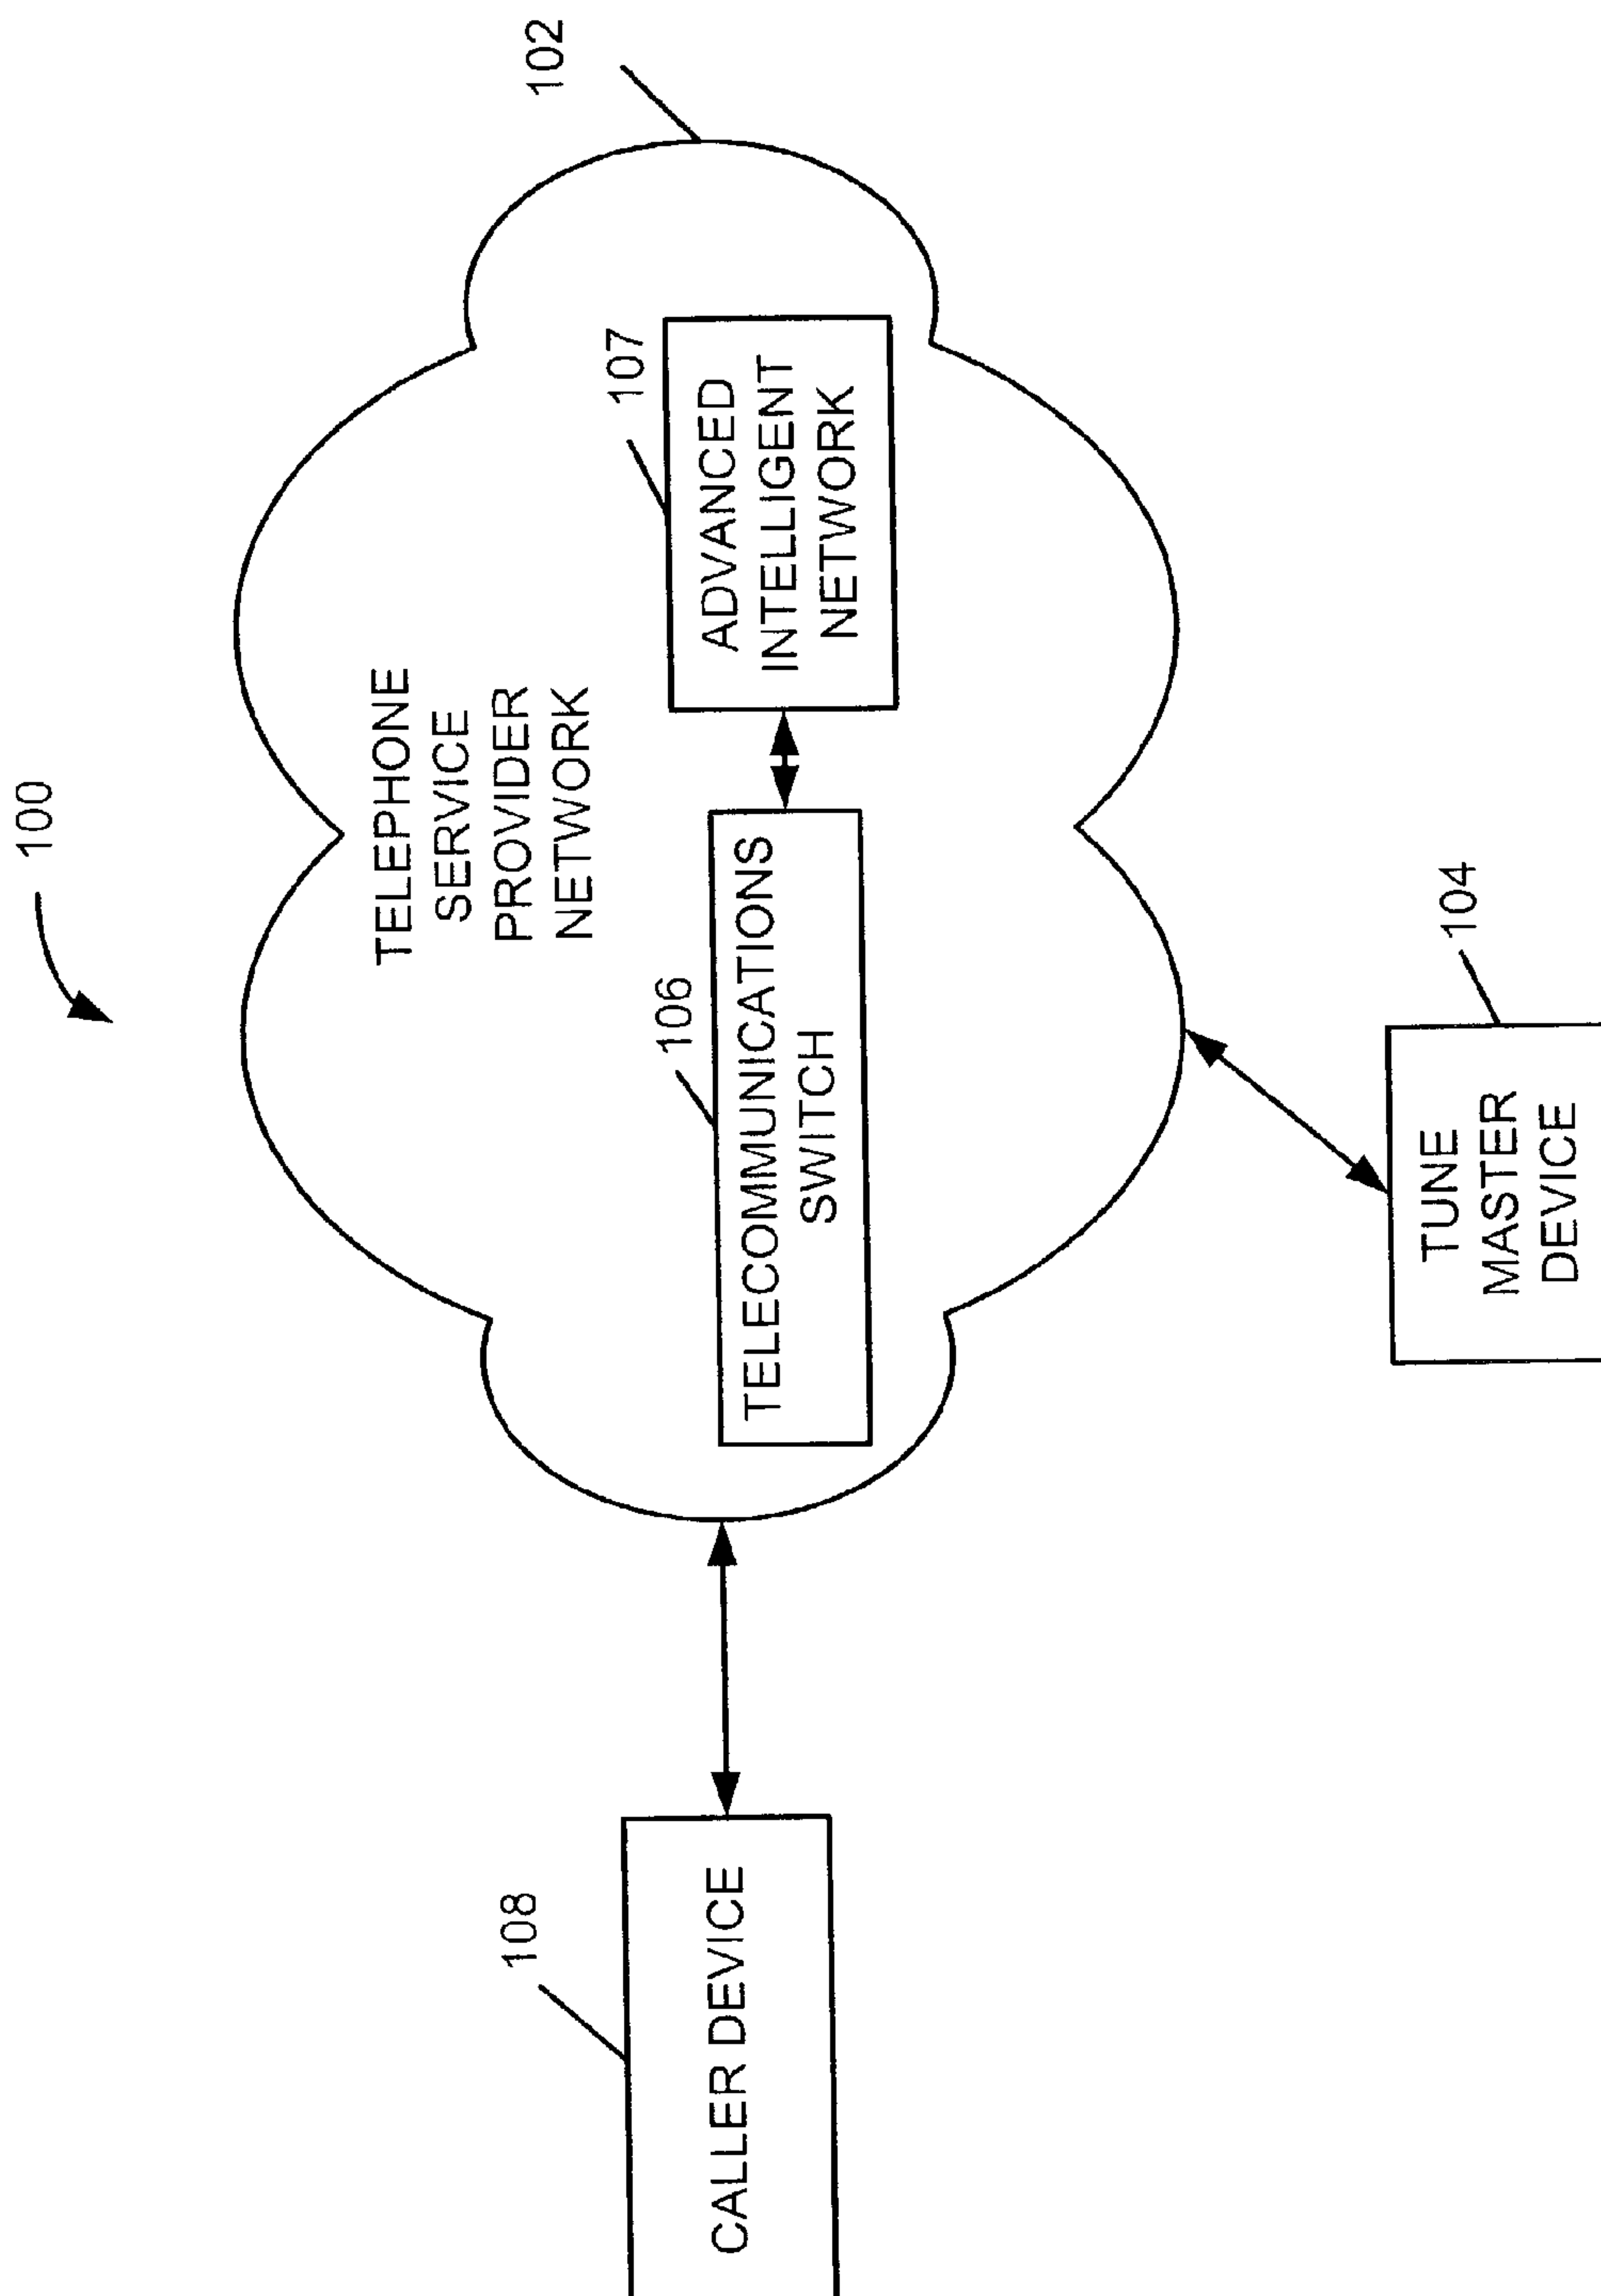 100
102
TELEPHONE
SERVICE
PROVIDER
NETWORK
107
ADVANCED
INTELLIGENT
NETWORK
106
TELECOMMUNICATIONS
SWITCH
108
CALLER DEVICE
104
TUNE
MASTER
DEVICE